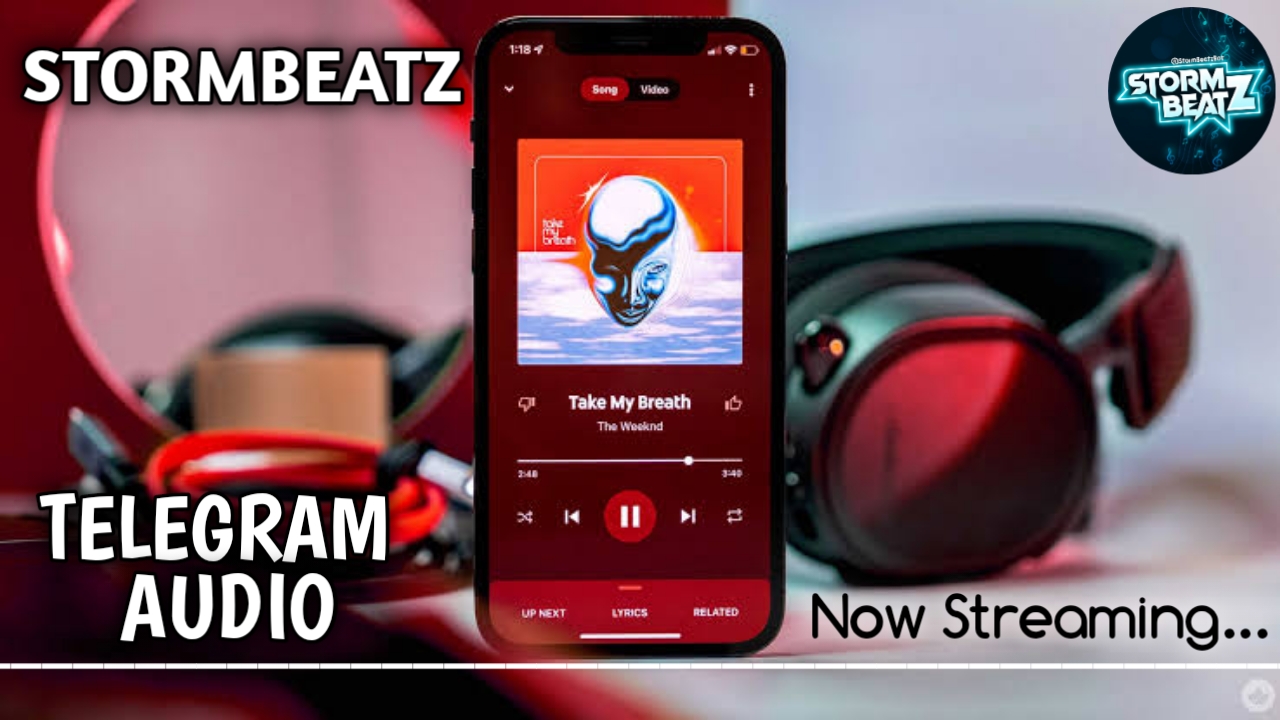 STORMBEATZ
1:18
Song Video
take
my
breath
Take My Breath
The Weeknd
2:48 3:40
UP NEXT LYRICS RELATED
@StormBeatzBot
STORM
BEATZ
TELEGRAM
AUDIO
Now Streaming...